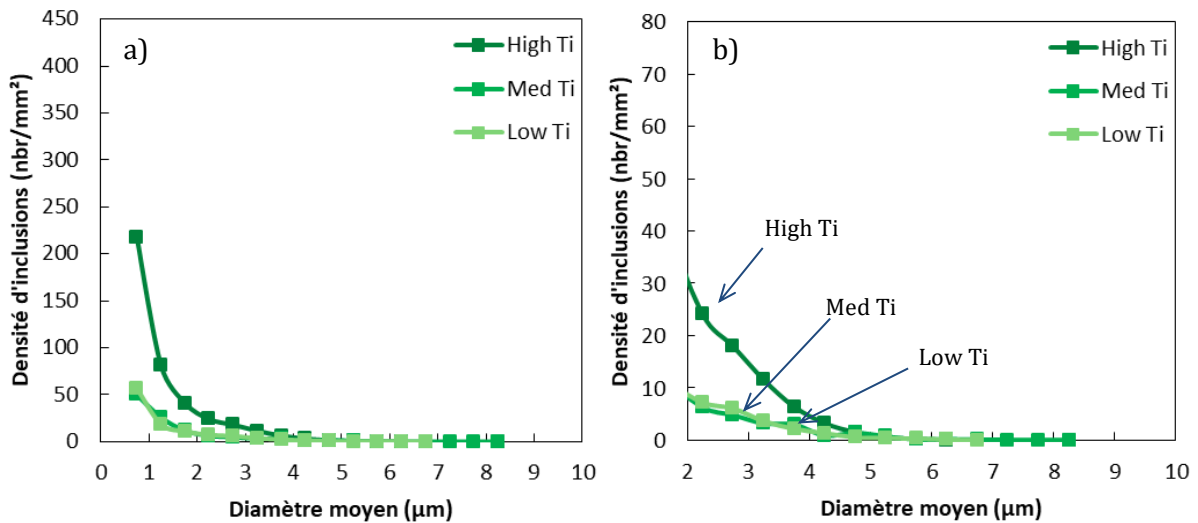 a)
450
400
350
300
250
200
150
100
50
0
0 1 2 3 4 5 6 7 8 9 10
Densité d'inclusions (nbr/mm²)
Diamètre moyen (µm)
High Ti
Med Ti
Low Ti
b)
80
70
60
50
40
30
20
10
0
2 3 4 5 6 7 8 9 10
Densité d'inclusions (nbr/mm²)
Diamètre moyen (µm)
High Ti
Med Ti
Low Ti
High Ti
Med Ti
Low Ti